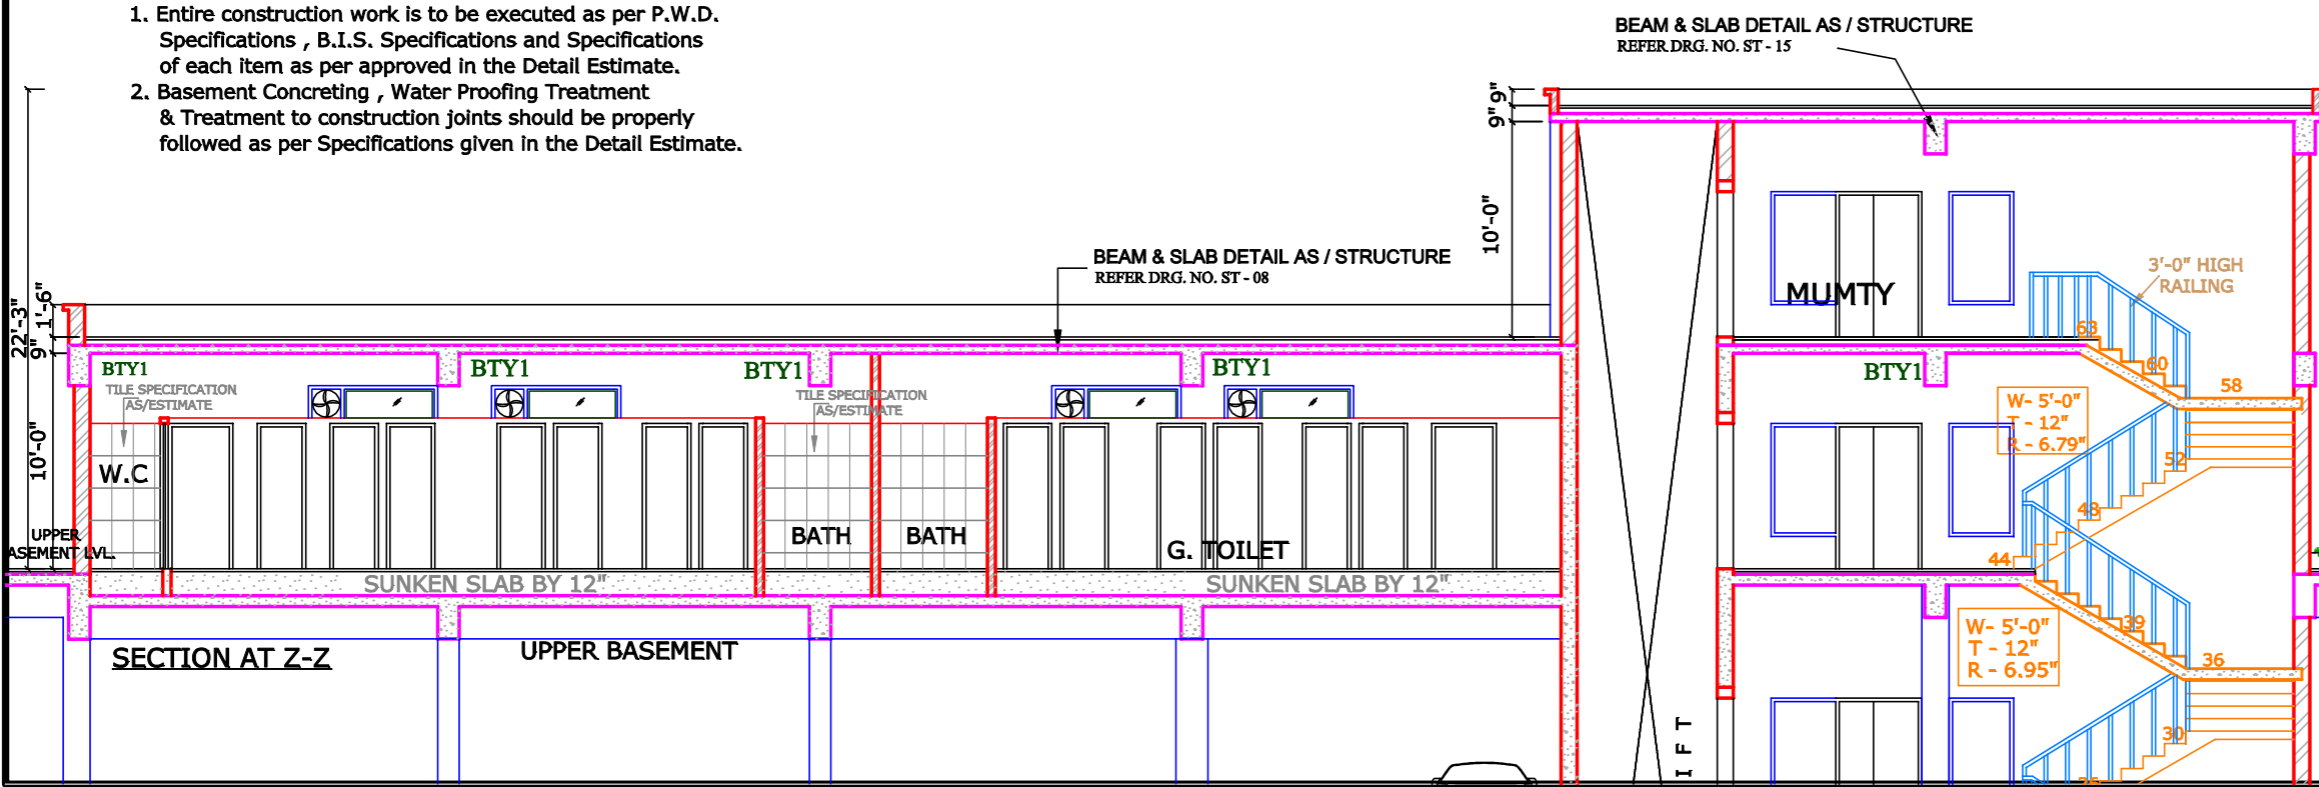 1. Entire construction work is to be executed as per P.W.D.
Specifications , B.I.S. Specifications and Specifications
of each item as per approved in the Detail Estimate.
2. Basement Concreting , Water Proofing Treatment
& Treatment to construction joints should be properly
followed as per Specifications given in the Detail Estimate.
BEAM & SLAB DETAIL AS / STRUCTURE
REFER DRG. NO. ST - 15
9"
9"
10'-0"
BEAM & SLAB DETAIL AS / STRUCTURE
REFER DRG. NO. ST - 08
3'-0" HIGH
RAILING
MUMTY
22'-3"
1'-6"
9"
10'-0"
63
60
58
BTY1
BTY1
BTY1
BTY1
BTY1
TILE SPECIFICATION
AS/ESTIMATE
TILE SPECIFICATION
AS/ESTIMATE
W- 5'-0"
T - 12"
R - 6.79"
W.C
52
48
44
UPPER
ASEMENT LVL.
BATH
BATH
G. TOILET
SUNKEN SLAB BY 12"
SUNKEN SLAB BY 12"
W- 5'-0"
T - 12"
R - 6.95"
39
36
SECTION AT Z-Z
UPPER BASEMENT
30
I F T